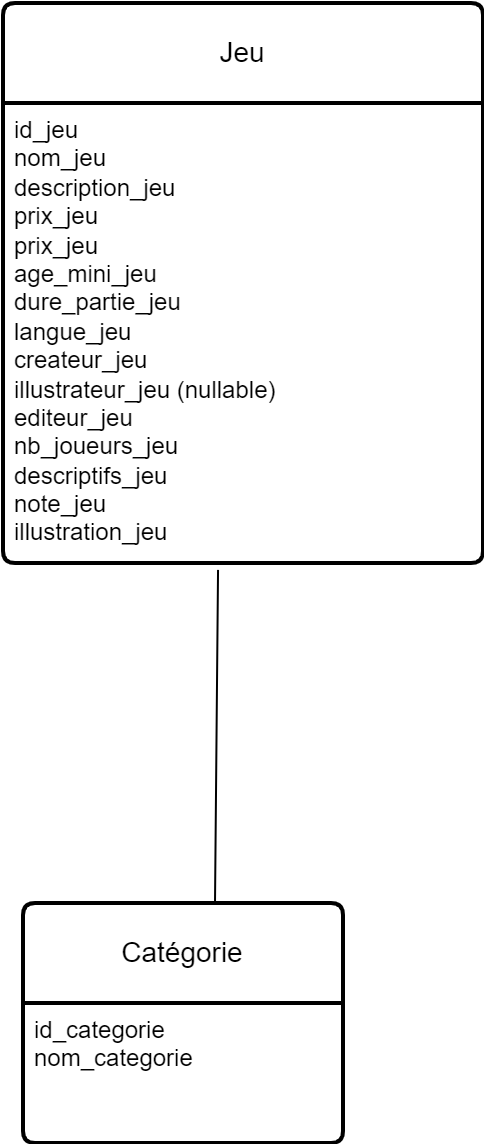 Jeu
id_jeu
nom_jeu
description_jeu
prix_jeu
prix_jeu
age_mini_jeu
dure_partie_jeu
langue_jeu
createur_jeu
illustrateur_jeu (nullable)
editeur_jeu
nb_joueurs_jeu
descriptifs_jeu
note_jeu
illustration_jeu
Catégorie
id_categorie
nom_categorie